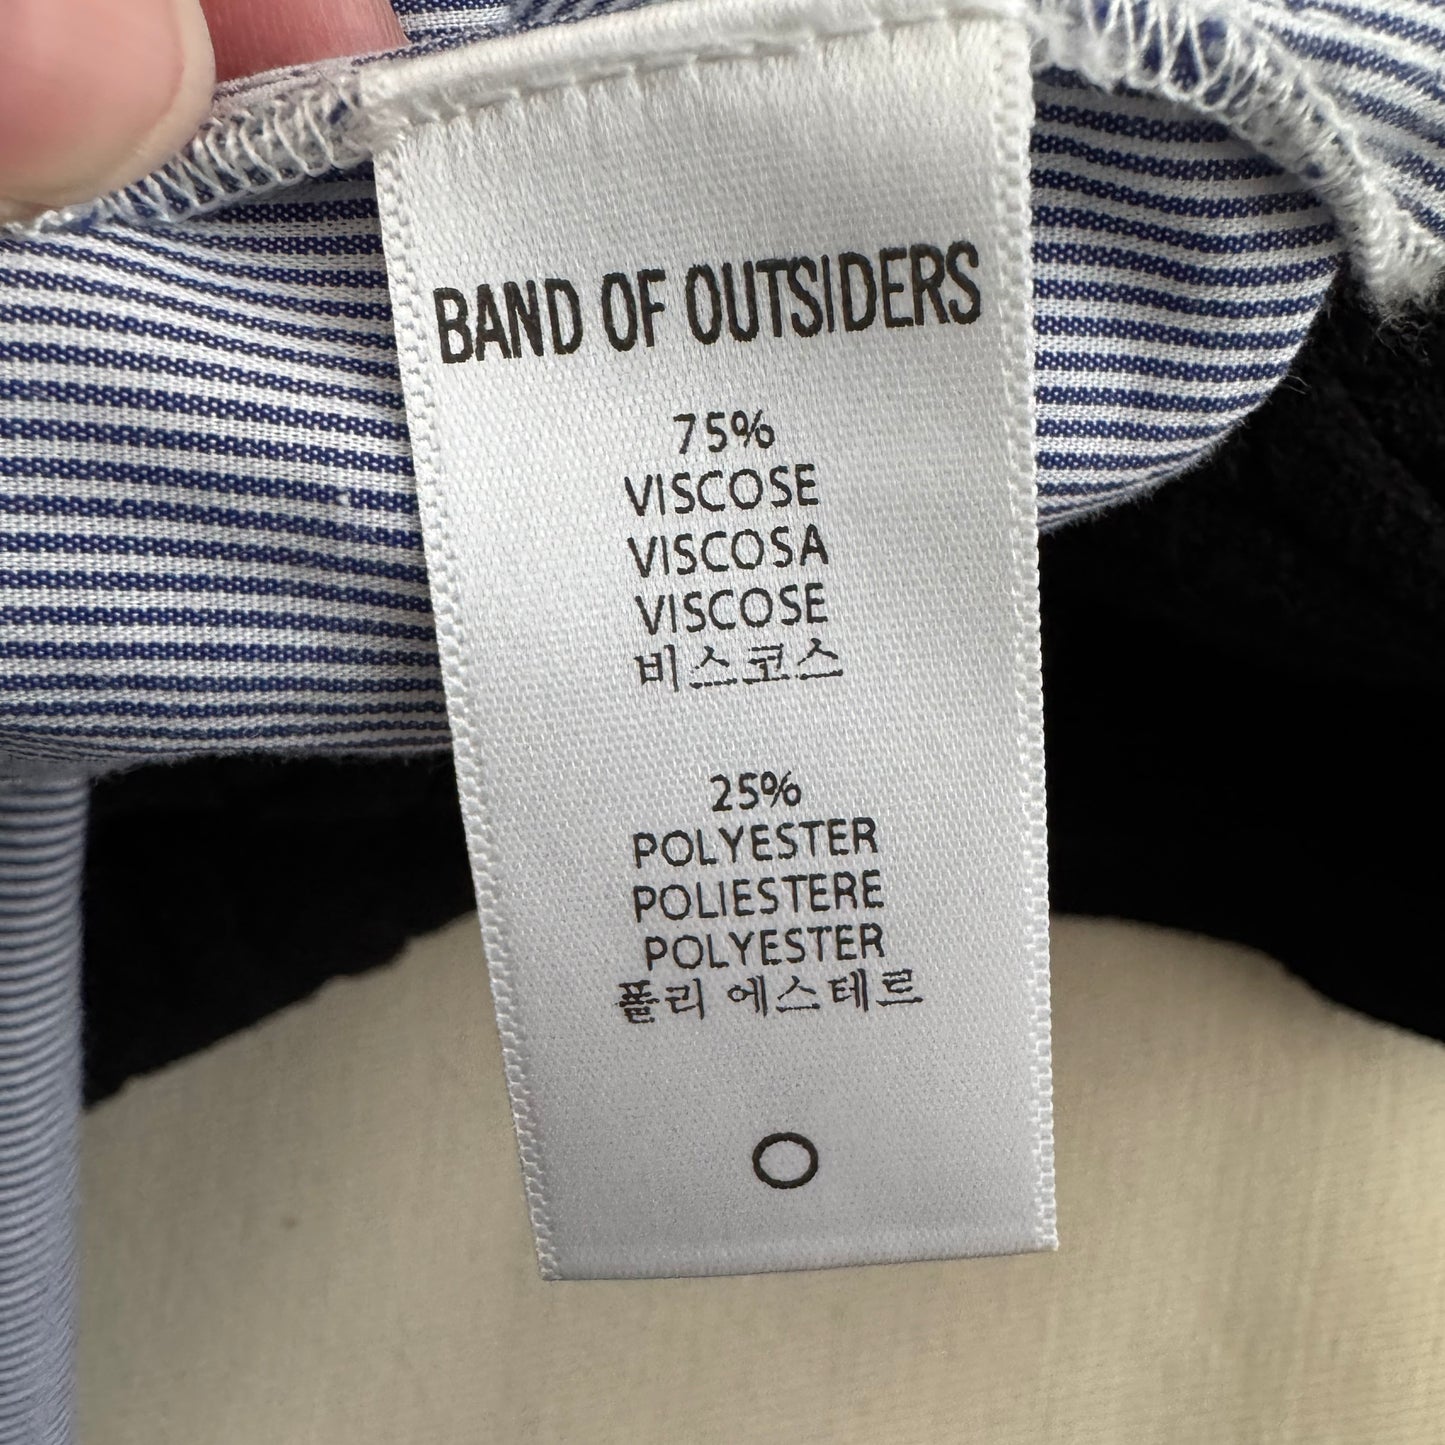 BAND OF OUTSIDERS
75%
VISCOSE
VISCOSA
VISCOSE
비스코스
25%
POLYESTER
POLIESTERE
POLYESTER
폴리 에스테르